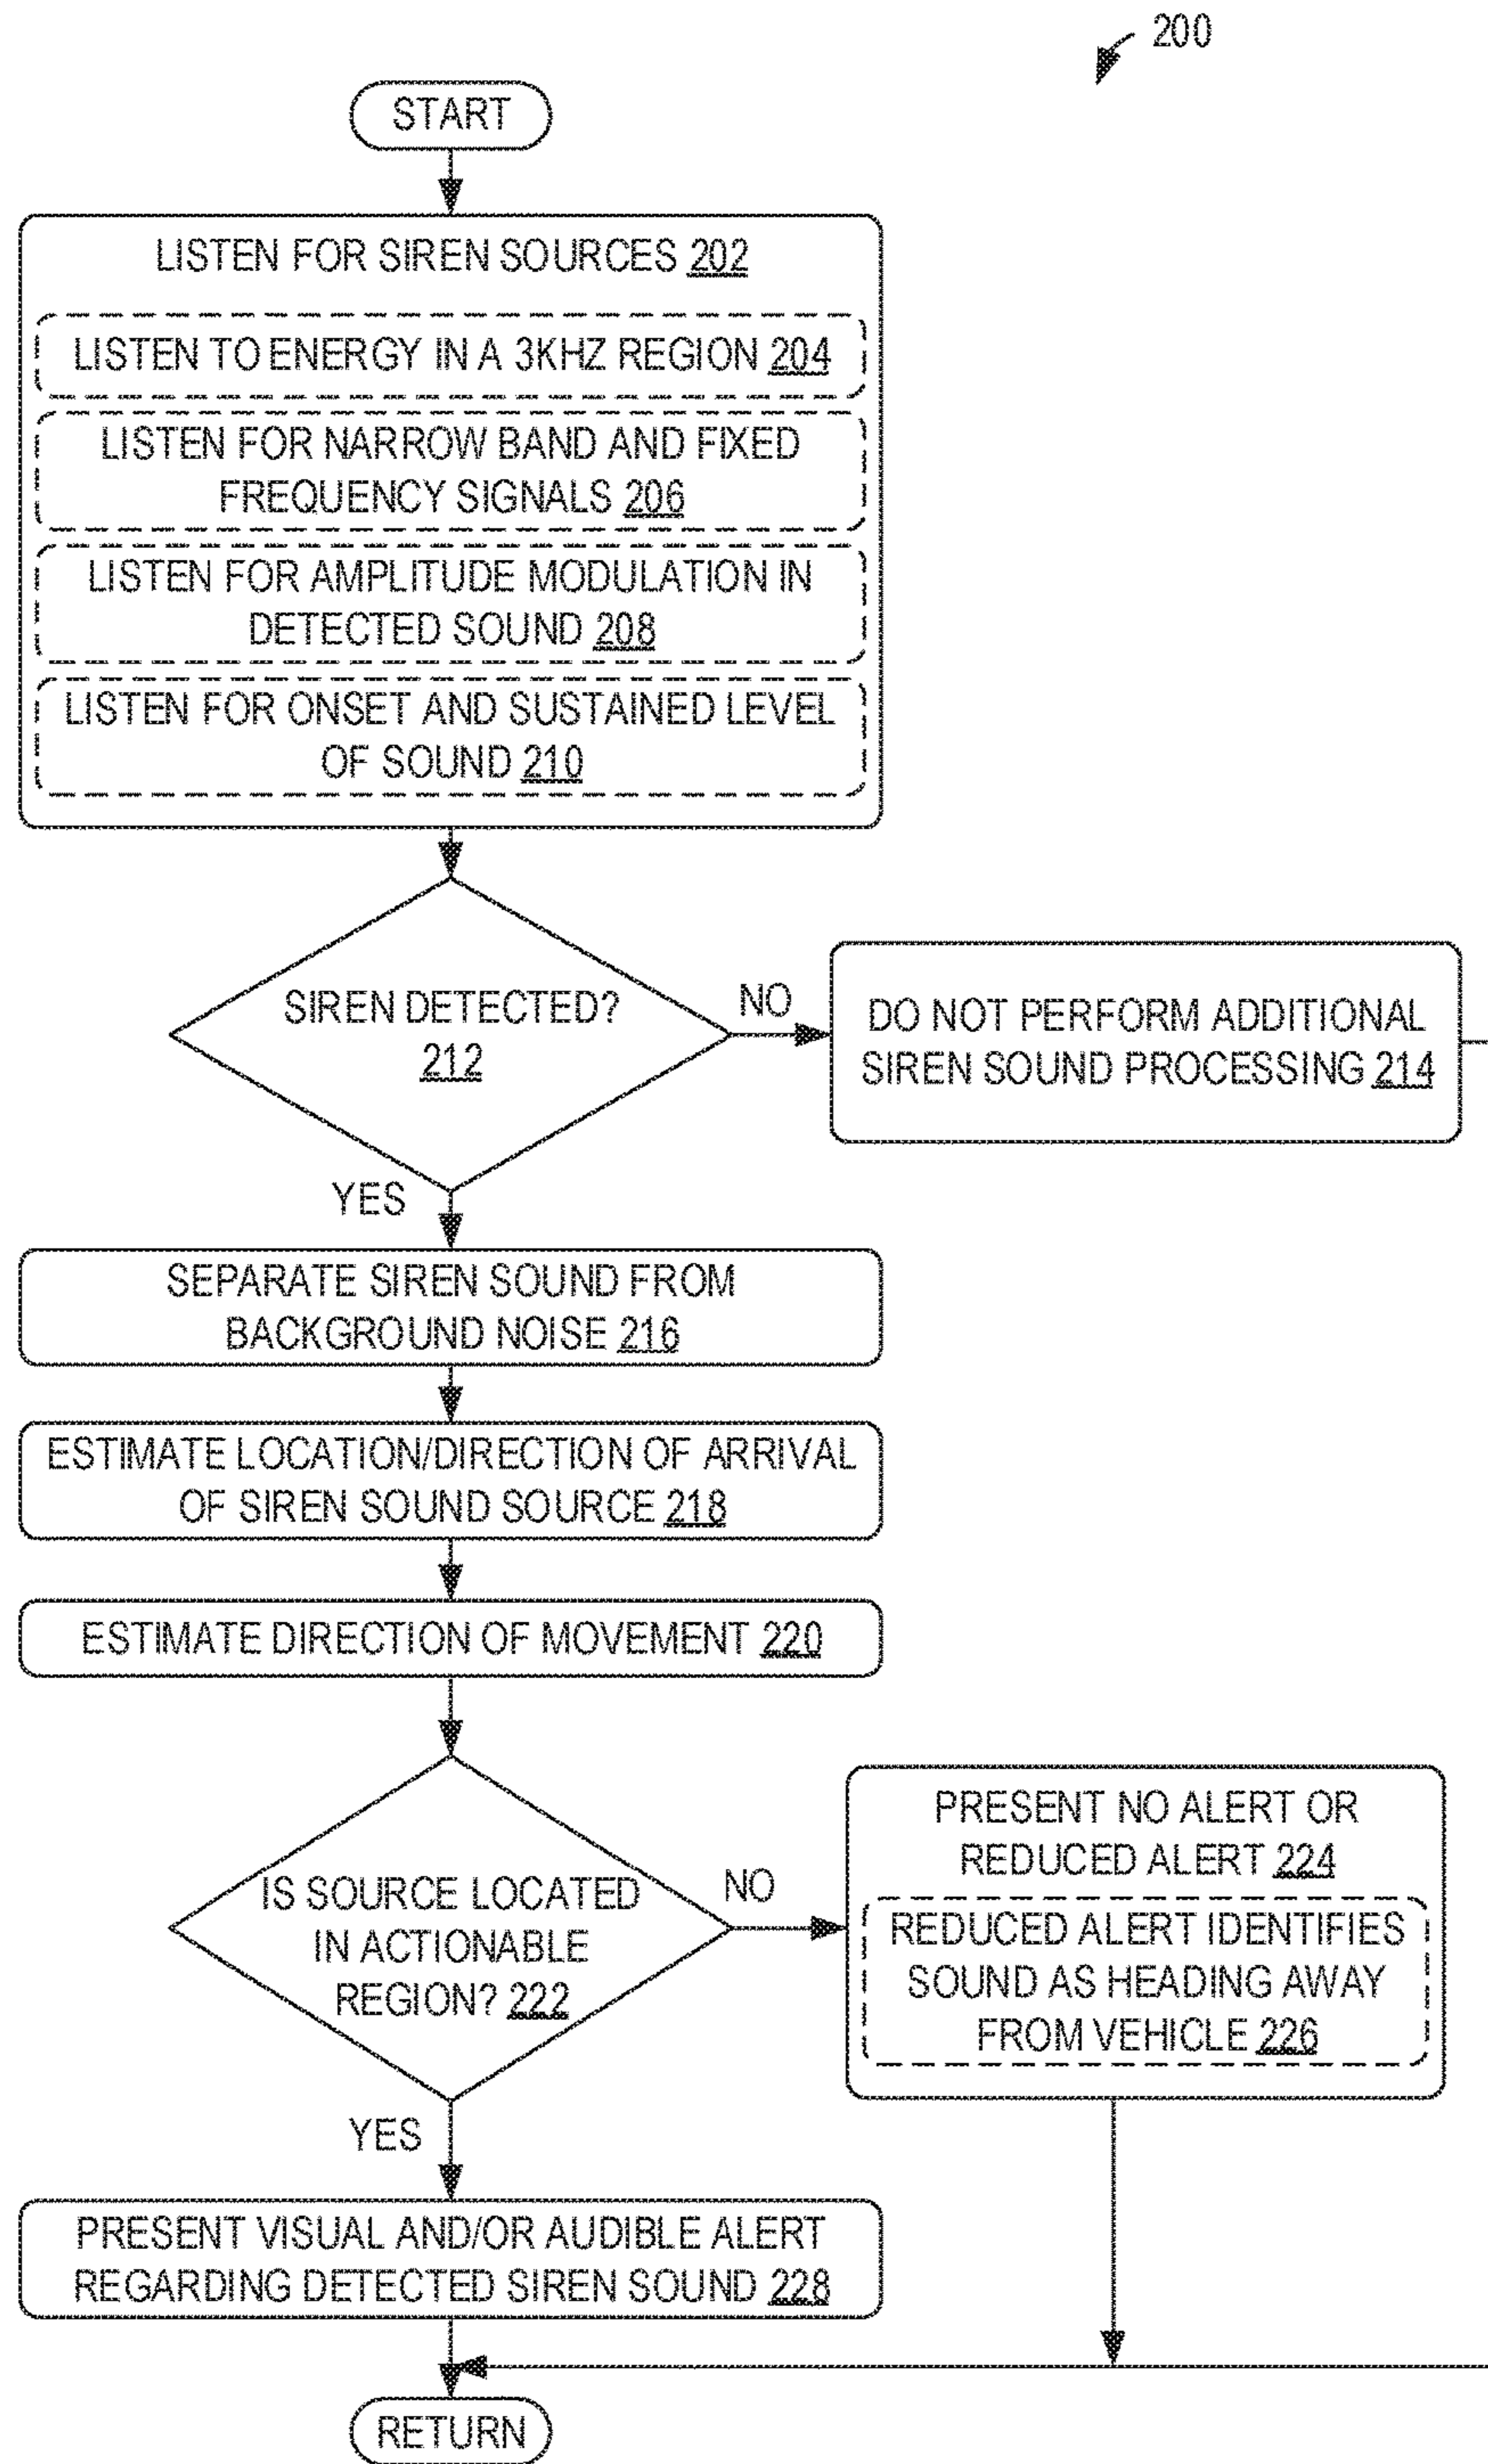 200
START
LISTEN FOR SIREN SOURCES 202
LISTEN TO ENERGY IN A 3KHZ REGION 204
LISTEN FOR NARROW BAND AND FIXED
FREQUENCY SIGNALS 206
LISTEN FOR AMPLITUDE MODULATION IN
DETECTED SOUND 208
LISTEN FOR ONSET AND SUSTAINED LEVEL
OF SOUND 210
SIREN DETECTED?
212
NO
DO NOT PERFORM ADDITIONAL
SIREN SOUND PROCESSING 214
YES
SEPARATE SIREN SOUND FROM
BACKGROUND NOISE 216
ESTIMATE LOCATION/DIRECTION OF ARRIVAL
OF SIREN SOUND SOURCE 218
ESTIMATE DIRECTION OF MOVEMENT 220
IS SOURCE LOCATED
IN ACTIONABLE
REGION? 222
NO
PRESENT NO ALERT OR
REDUCED ALERT 224
REDUCED ALERT IDENTIFIES
SOUND AS HEADING AWAY
FROM VEHICLE 226
YES
PRESENT VISUAL AND/OR AUDIBLE ALERT
REGARDING DETECTED SIREN SOUND 228
RETURN